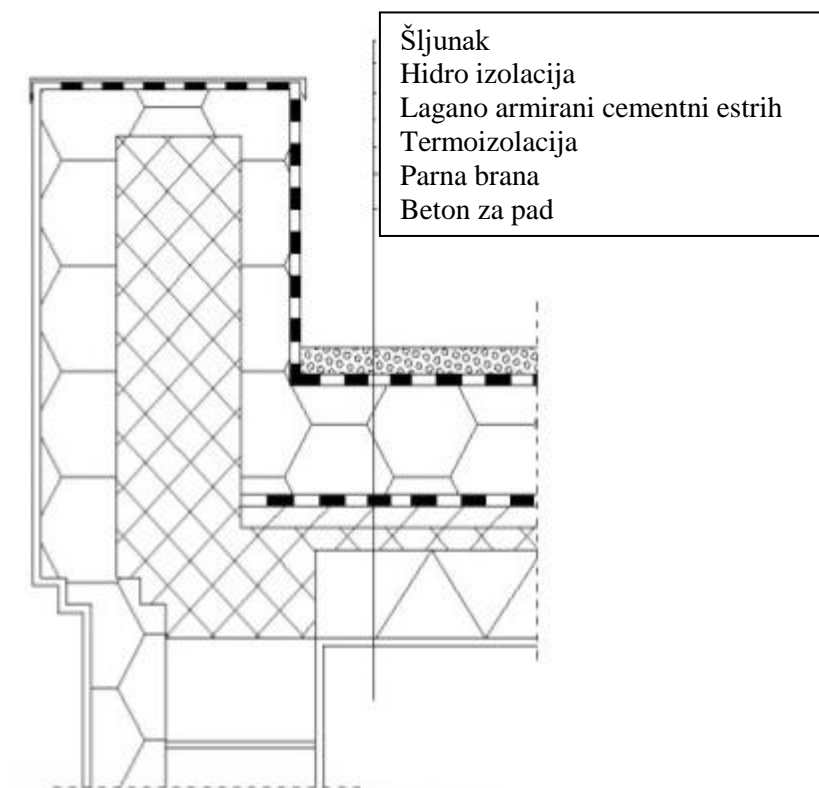 Šljunak
Hidro izolacija
Lagano armirani cementni estrih
Termoizolacija
Parna brana
Beton za pad